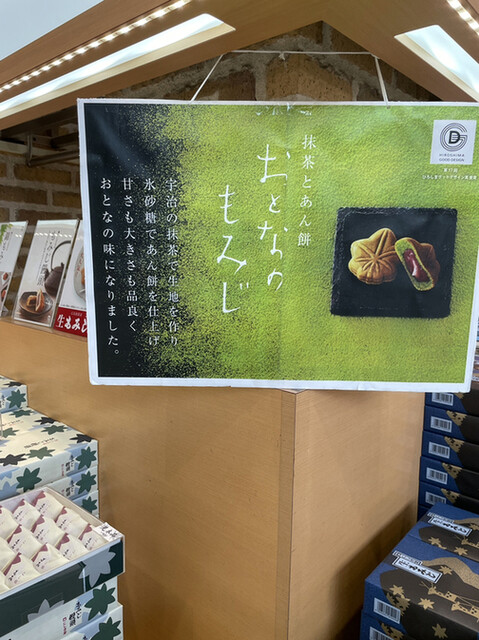 抹茶とあん餅
おとなの
もみじ
宇治の抹茶で生地を作り
氷砂糖であん餅を仕上げ
甘さも大きさも品良く
おとなの味になりました。
HIROSHIMA
GOOD DESIGN
生もみじ